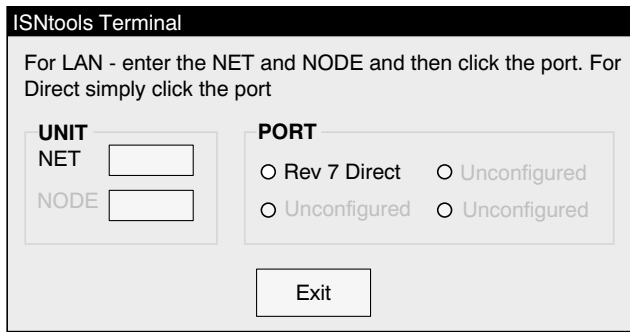 ISNtools Terminal
For LAN - enter the NET and NODE and then click the port. For
Direct simply click the port
UNIT
NET
NODE
PORT
Rev 7 Direct
Unconfigured
Unconfigured
Unconfigured
Exit